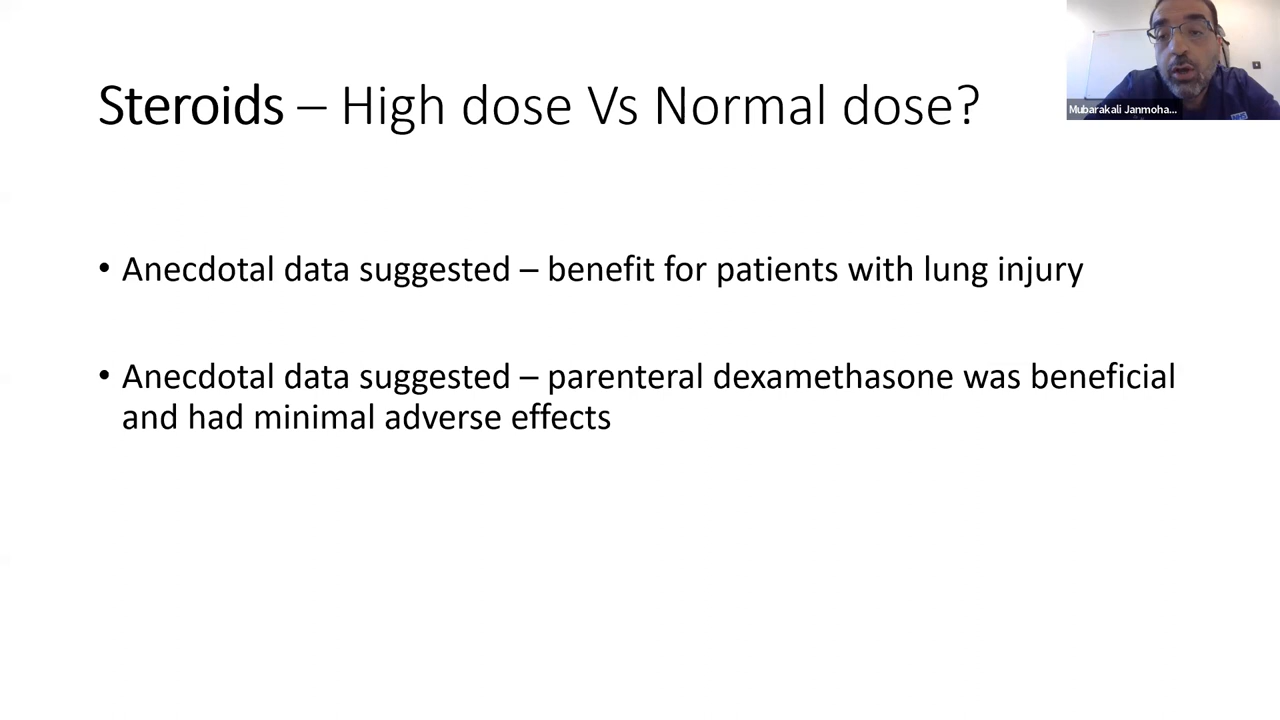 Steroids – High dose Vs Normal dose?
Mubarakali Janmoha...
NHS
• Anecdotal data suggested – benefit for patients with lung injury
• Anecdotal data suggested – parenteral dexamethasone was beneficial
and had minimal adverse effects